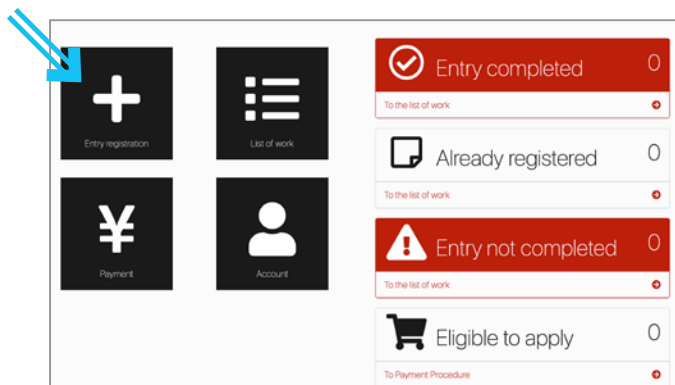 Entry registration
List of work
Payment
Account
Entry completed 0
To the list of work
Already registered 0
To the list of work
Entry not completed 0
To the list of work
Eligible to apply 0
To Payment Procedure